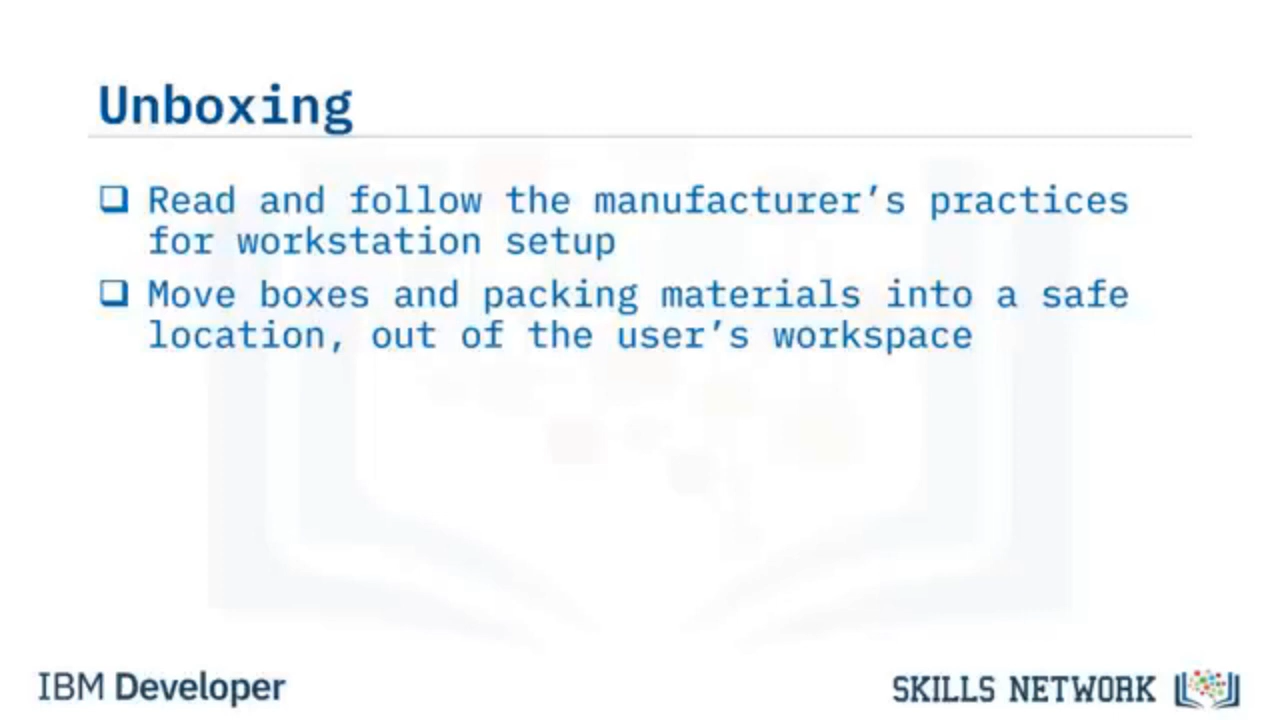 Unboxing
❑ Read and follow the manufacturer’s practices
for workstation setup
❑ Move boxes and packing materials into a safe
location, out of the user’s workspace
IBM Developer
SKILLS NETWORK